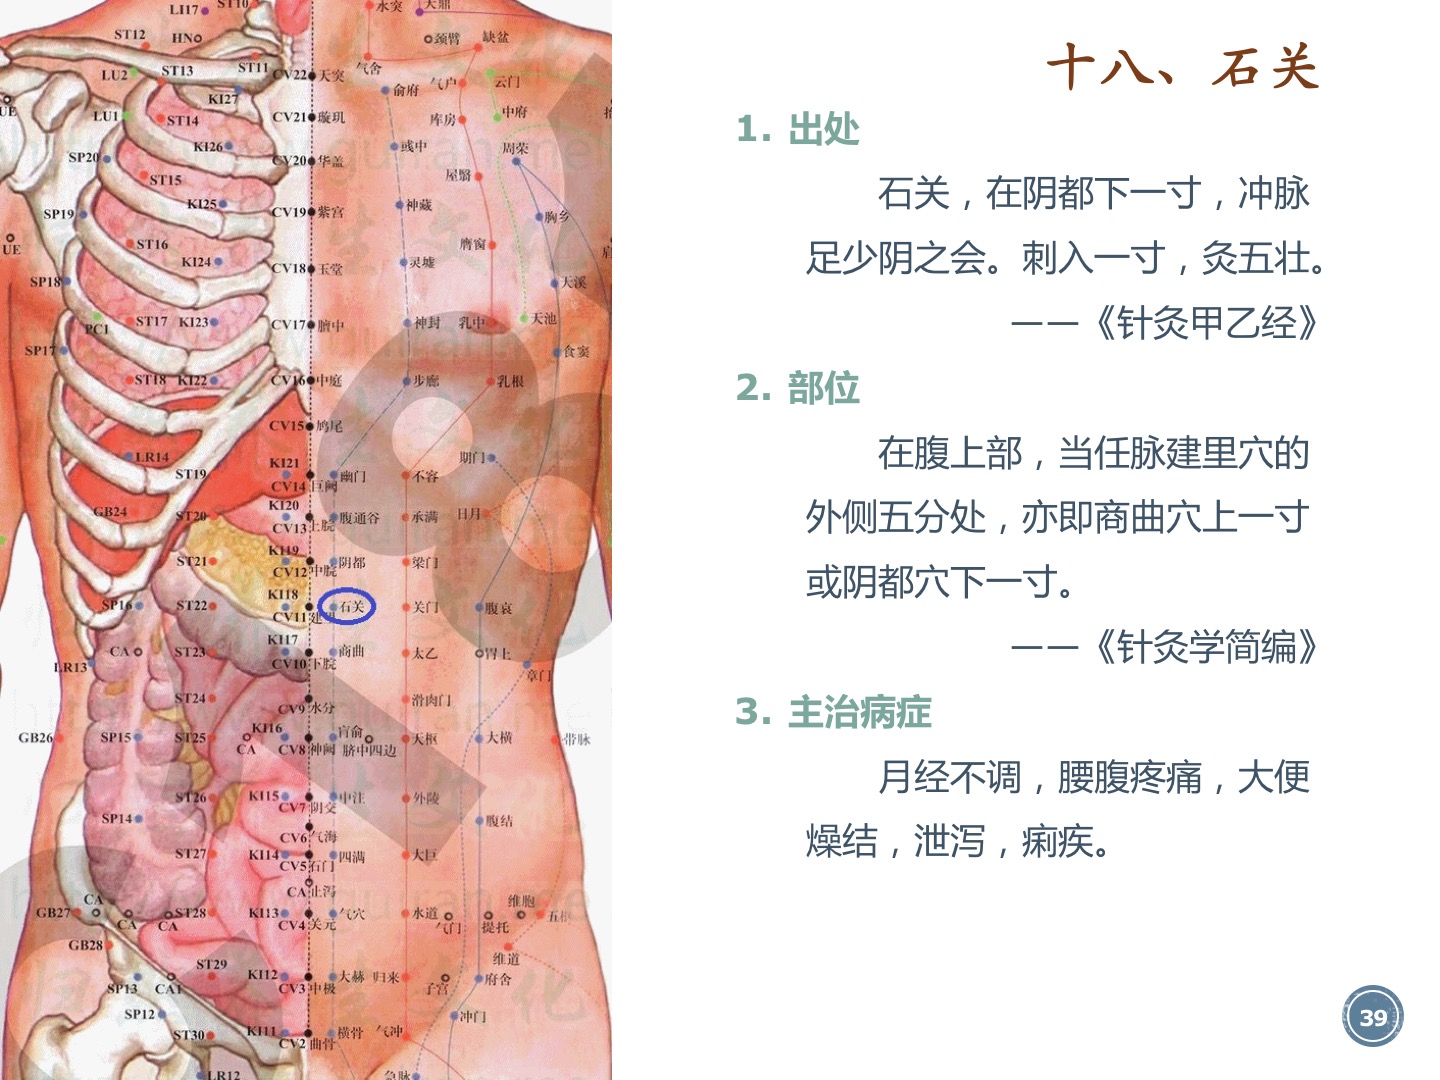 十八、石关
1. 出处
石关，在阴都下一寸，冲脉
足少阴之会。刺入一寸，灸五壮。
——《针灸甲乙经》
2. 部位
在腹上部，当任脉建里穴的
外侧五分处，亦即商曲穴上一寸
或阴都穴下一寸。
——《针灸学简编》
3. 主治病症
月经不调，腰腹疼痛，大便
燥结，泄泻，痢疾。
39
LI17 ST10 水突 大鼎
ST12 HN 颈臂 缺盆
LU2 ST13 ST11 CV22 天突 气舍 气户 云门
UE KI27 俞府
LU1 ST14 CV21 璇玑 库房 中府
SP20 KI26 CV20 华盖 彧中 周荣
ST15 屋翳
SP19 KI25 CV19 紫宫 神藏 胸乡
UE ST16 KI24 CV18 玉堂 膺窗 灵墟
SP18 天溪
PC1 ST17 KI23 CV17 膻中 神封 乳中 天池
SP17 食窦
ST18 KI22 CV16 中庭 步廊 乳根
CV15 鸠尾
LR14 KI21 期门
ST19 CV14 巨阙 幽门 不容
GB24 ST20 KI20 CV13 上脘 腹通谷 承满 日月
ST21 KI19 CV12 中脘 阴都 梁门
SP16 ST22 KI18 CV11 建里 石关 关门 腹哀
CA ST23 KI17 CV10 下脘 商曲 太乙 胃上
LR13 章门
ST24 CV9 水分 滑肉门
GB26 SP15 ST25 CA KI16 CV8 神阙 肓俞 脐中四边 天枢 大横 带脉
ST26 KI15 CV7 阴交 中注 外陵
SP14 CV6 气海 腹结
ST27 KI14 CV5 石门 四满 大巨
CA 止泻
GB27 CA CA CA ST28 KI13 CV4 关元 气穴 水道 气门 提托 维胞 五枢
GB28 维道
SP13 CA1 ST29 KI12 CV3 中极 大赫 归来 子宫 府舍
SP12 冲门
ST30 KI11 CV2 曲骨 横骨 气冲
LR12 急脉